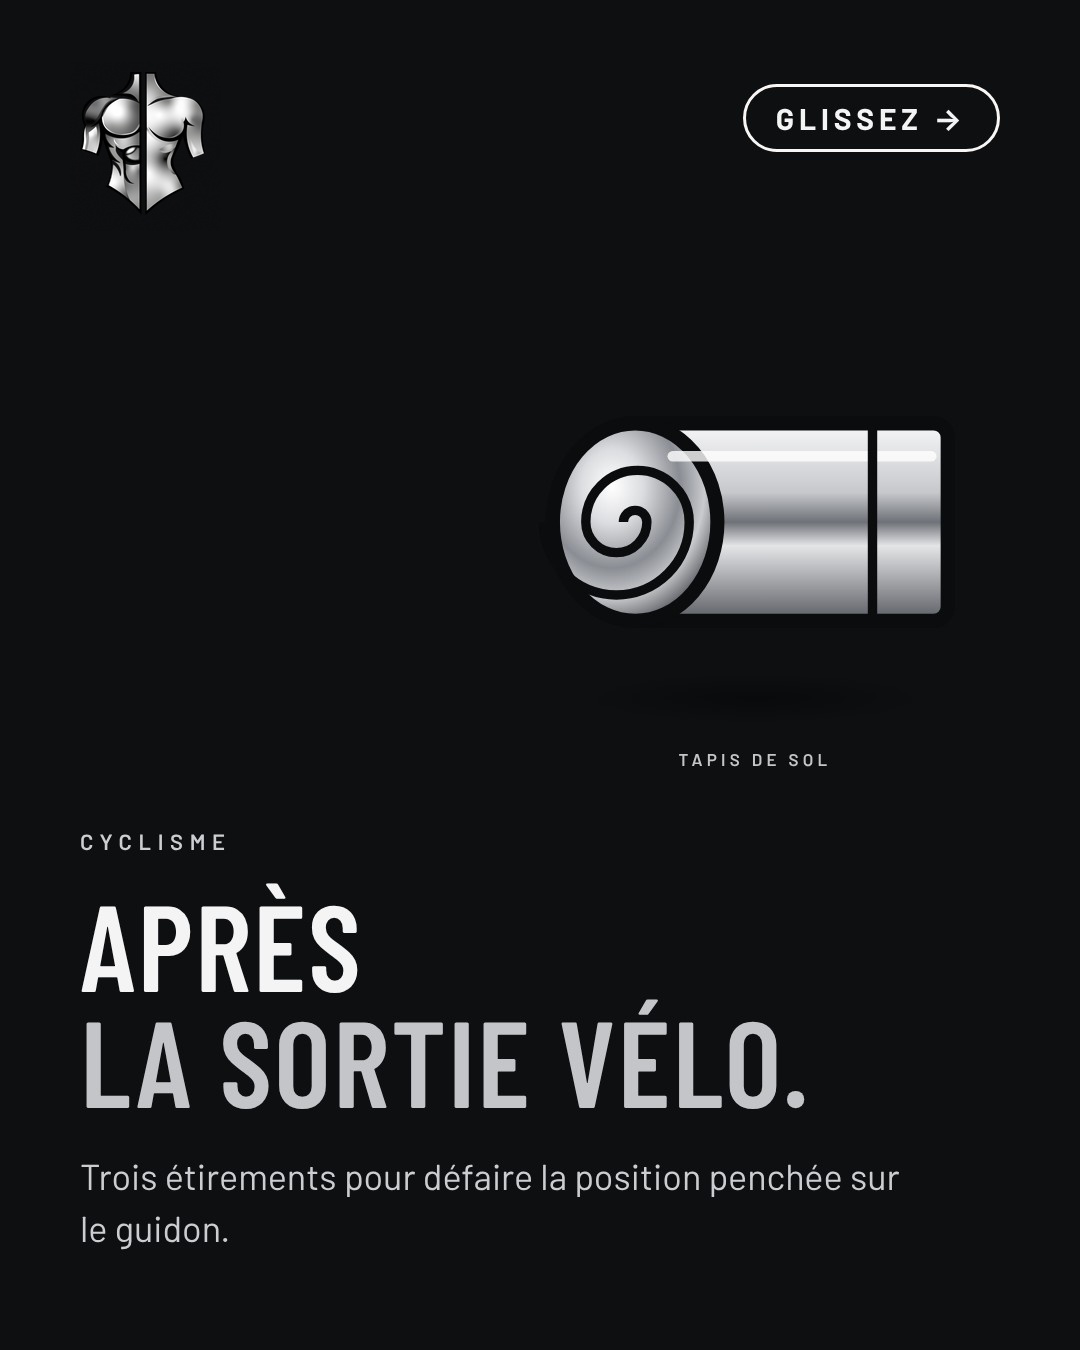 GLISSEZ →
TAPIS DE SOL
CYCLISME
APRÈS
LA SORTIE VÉLO.
Trois étirements pour défaire la position penchée sur
le guidon.